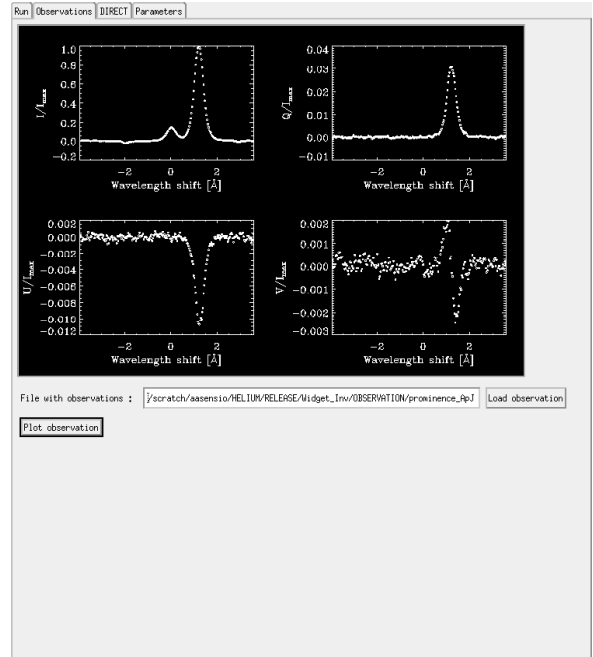 Run Observations DIRECT Parameters
1.0
0.8
0.6
0.4
0.2
0.0
−0.2
I/Imax
−2 0 2
Wavelength shift [Å]
0.04
0.03
0.02
0.01
0.00
−0.01
Q/Imax
−2 0 2
Wavelength shift [Å]
0.002
0.000
−0.002
−0.004
−0.006
−0.008
−0.010
−0.012
U/Imax
−2 0 2
Wavelength shift [Å]
0.002
0.001
0.000
−0.001
−0.002
−0.003
V/Imax
−2 0 2
Wavelength shift [Å]
File with observations : /scratch/aasensio/HELIUM/RELEASE/Widget_Inv/OBSERVATION/prominence_ApJ Load observation
Plot observation